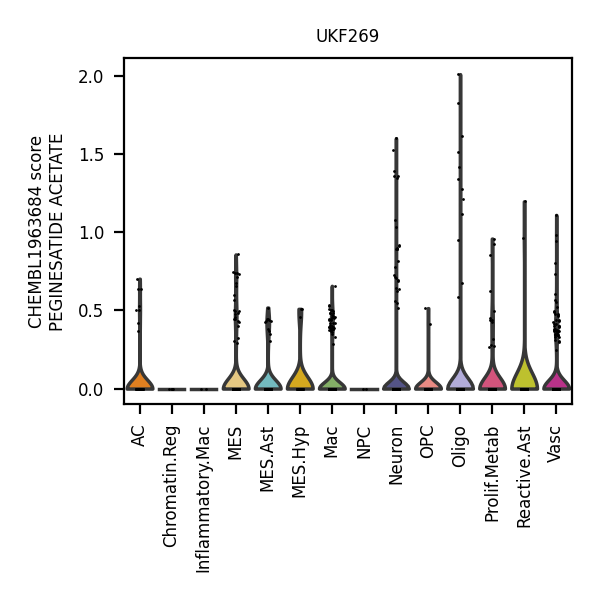 UKF269
CHEMBL1963684 score
PEGINESATIDE ACETATE
2.0
1.5
1.0
0.5
0.0
AC
Chromatin.Reg
Inflammatory.Mac
MES
MES.Ast
MES.Hyp
Mac
NPC
Neuron
OPC
Oligo
Prolif.Metab
Reactive.Ast
Vasc